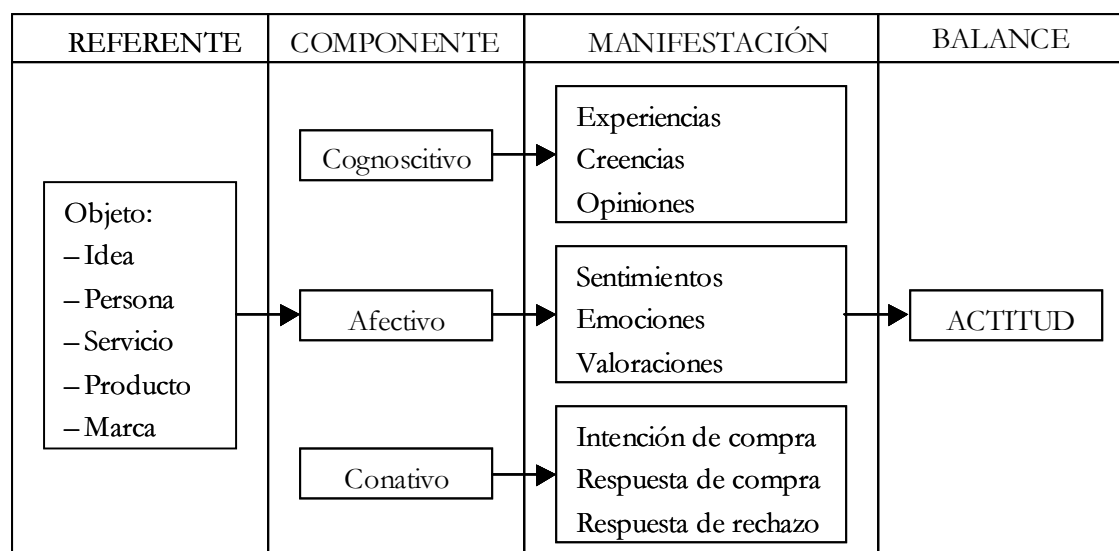 REFERENTE
COMPONENTE
MANIFESTACIÓN
BALANCE
Objeto:
– Idea
– Persona
– Servicio
– Producto
– Marca
Cognoscitivo
Afectivo
Conativo
Experiencias
Creencias
Opiniones
Sentimientos
Emociones
Valoraciones
Intención de compra
Respuesta de compra
Respuesta de rechazo
ACTITUD